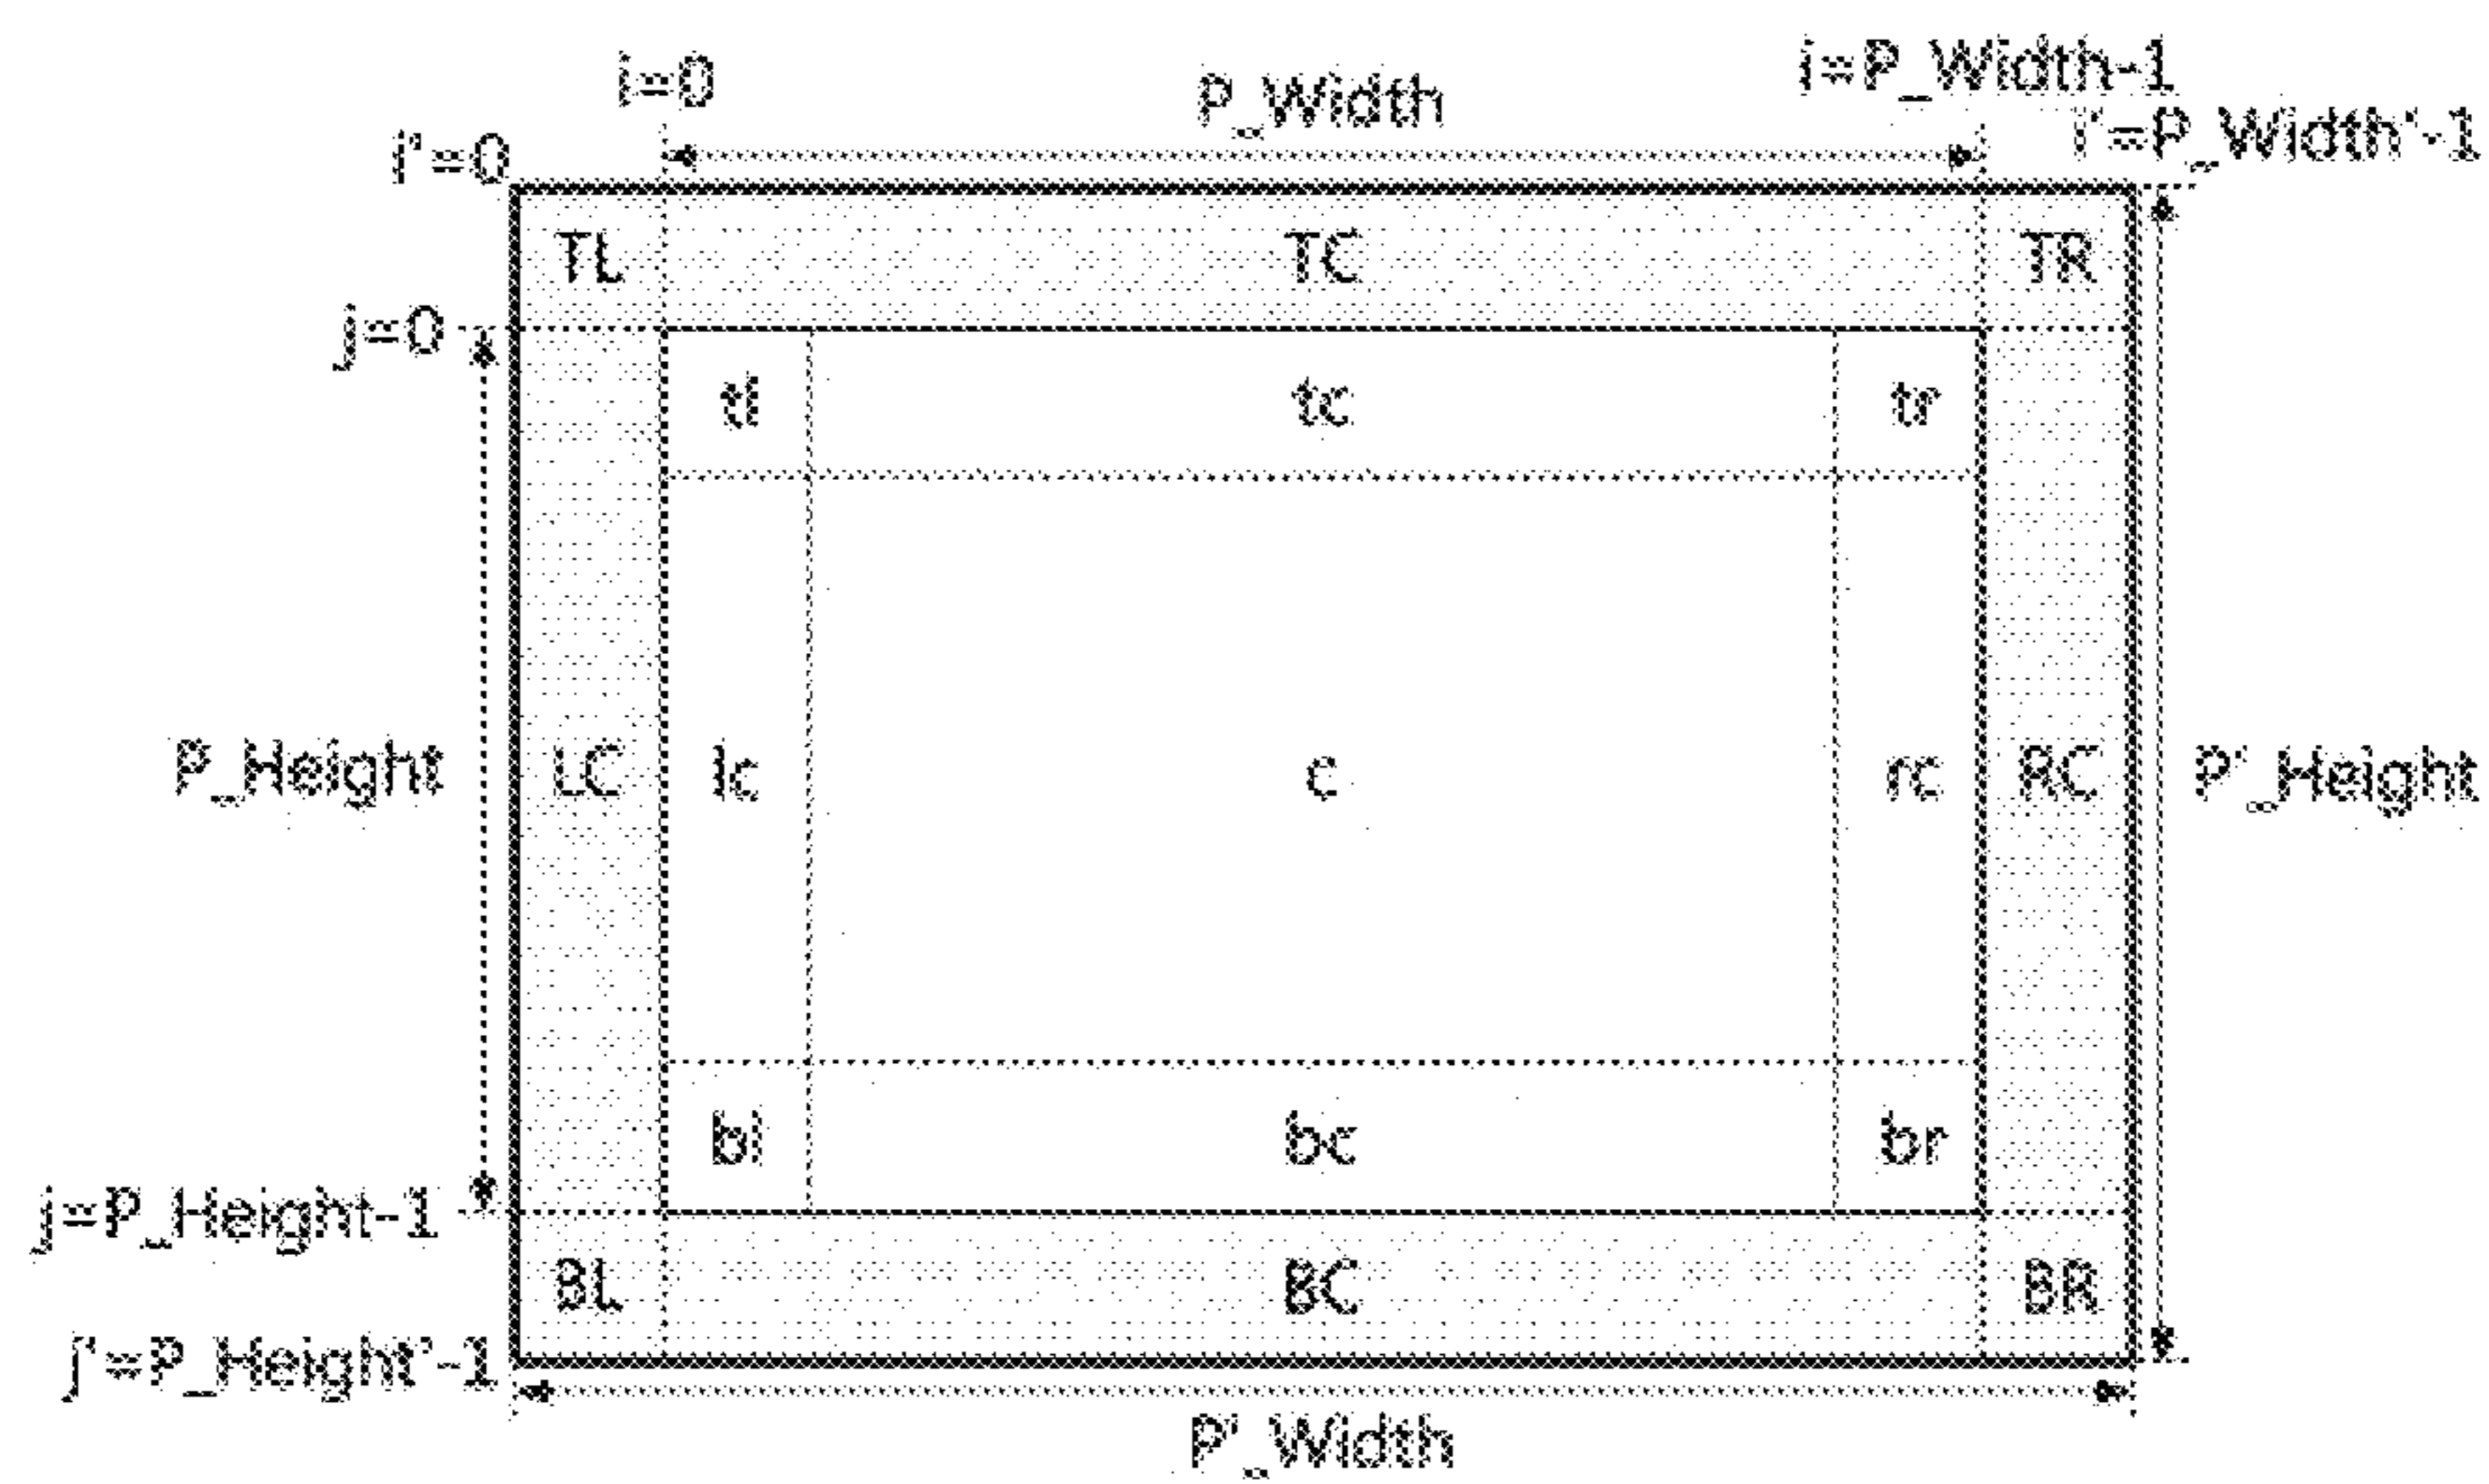 i=0
P_Width
i=P_Width-1
i'=0
i'=P_Width'-1
TL TC TR
j=0
tl tc tr
P_Height
LC lc c rc RC
P'_Height
bl bc br
j=P_Height-1
BL BC BR
j'=P_Height'-1
P'_Width